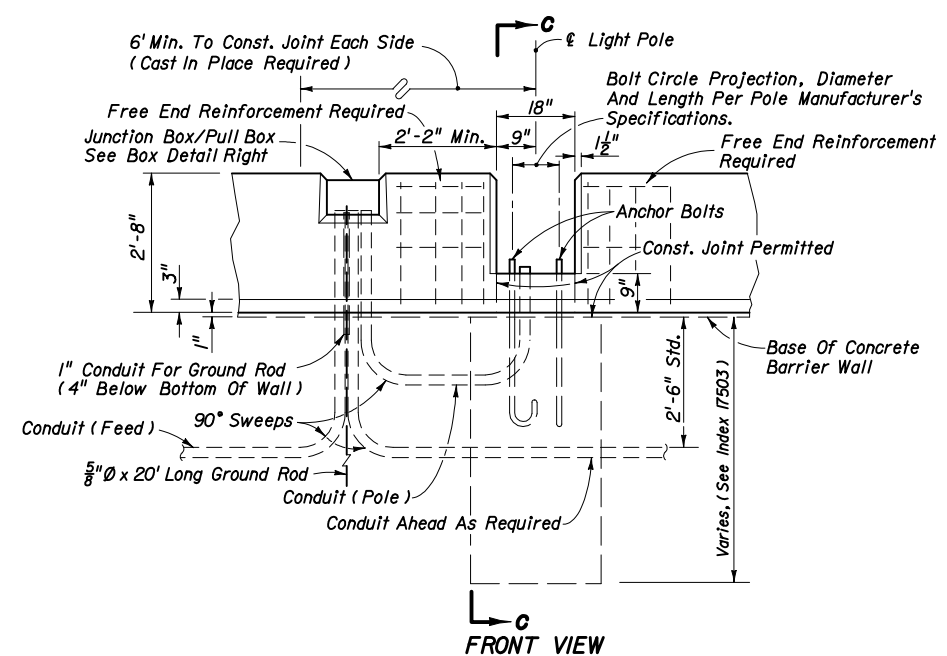 C
6' Min. To Const. Joint Each Side
(Cast In Place Required)
℄ Light Pole
Bolt Circle Projection, Diameter
And Length Per Pole Manufacturer's
Specifications.
Free End Reinforcement Required
18"
Junction Box/Pull Box
See Box Detail Right
2'-2" Min.
9"
1½"
Free End Reinforcement
Required
Anchor Bolts
Const. Joint Permitted
2'-8"
3"
9"
1"
1" Conduit For Ground Rod
(4" Below Bottom Of Wall)
Base Of Concrete
Barrier Wall
2'-6" Std.
90° Sweeps
Conduit (Feed)
⅝"Ø x 20' Long Ground Rod
Conduit (Pole)
Conduit Ahead As Required
Varies, (See Index 17503)
C
FRONT VIEW